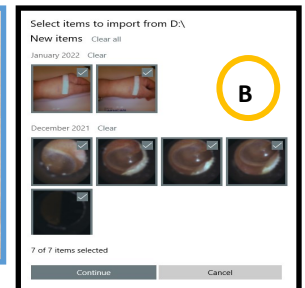 Select items to import from D:\
New items Clear all
January 2022 Clear
B
December 2021 Clear
7 of 7 items selected
Continue Cancel